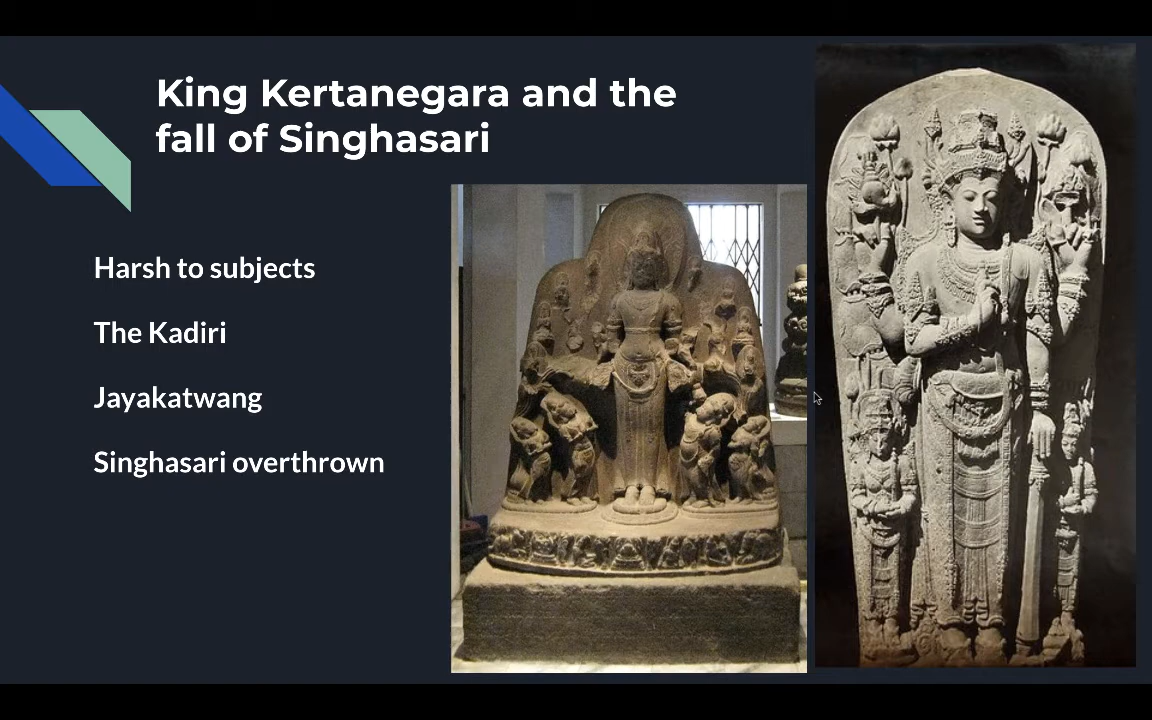 King Kertanegara and the
fall of Singhasari
Harsh to subjects
The Kadiri
Jayakatwang
Singhasari overthrown